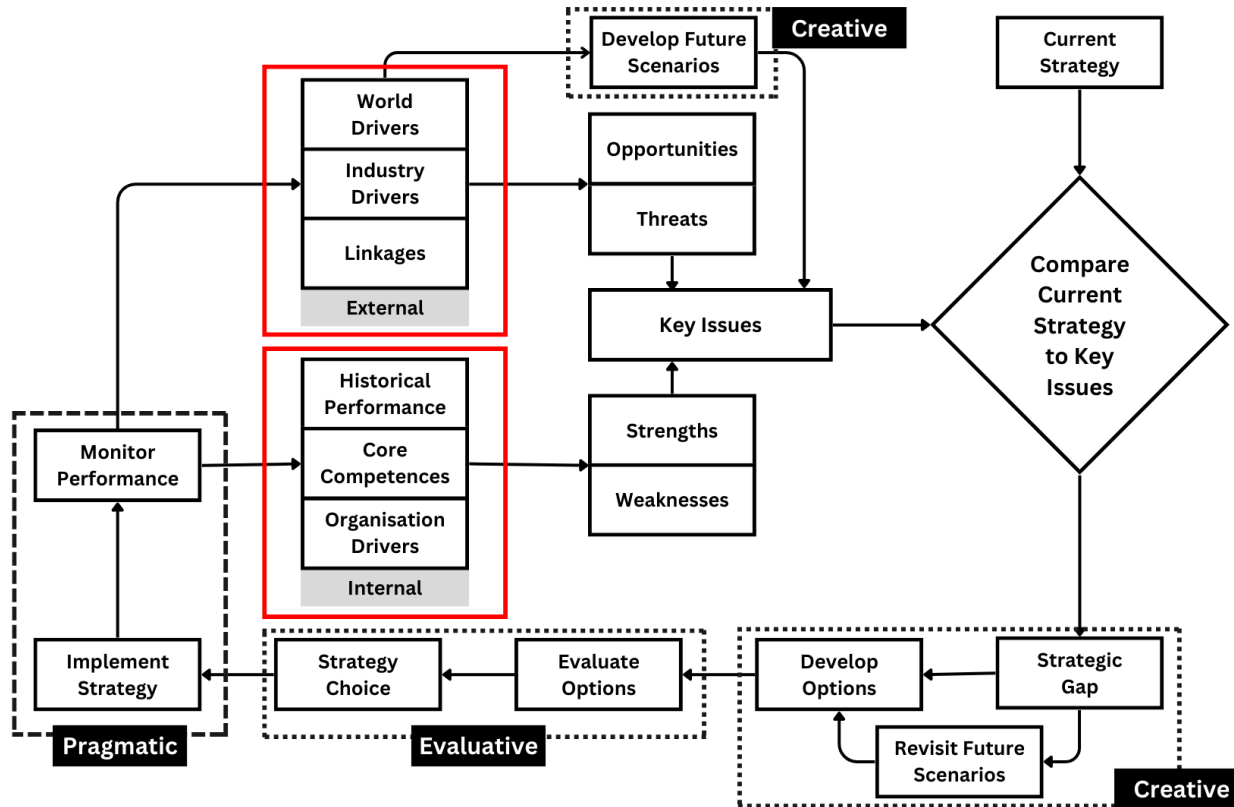 Develop Future
Scenarios
Creative
Current
Strategy
World
Drivers
Industry
Drivers
Linkages
External
Opportunities
Threats
Key Issues
Compare
Current
Strategy
to Key
Issues
Historical
Performance
Core
Competences
Organisation
Drivers
Internal
Strengths
Weaknesses
Monitor
Performance
Implement
Strategy
Pragmatic
Strategy
Choice
Evaluate
Options
Evaluative
Develop
Options
Strategic
Gap
Revisit Future
Scenarios
Creative